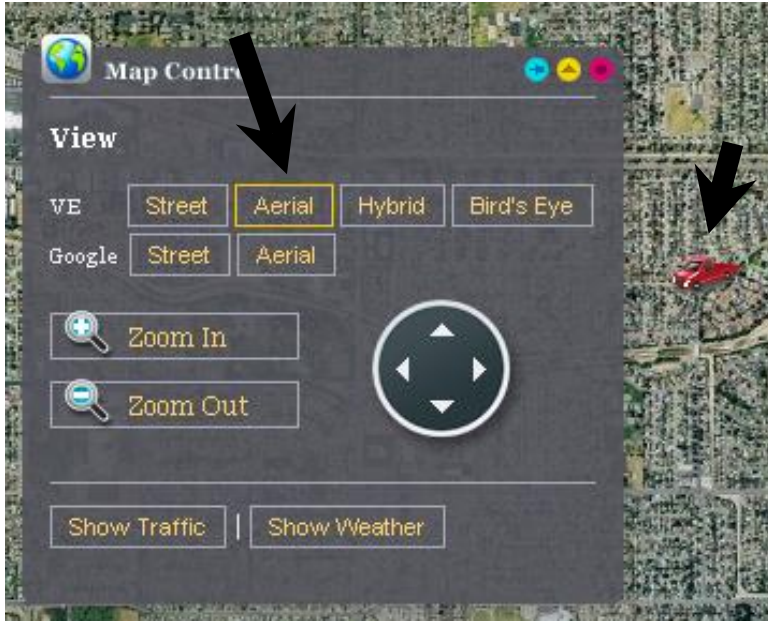 Map Contr
View
VE Street Aerial Hybrid Bird's Eye
Google Street Aerial
Zoom In
Zoom Out
Show Traffic | Show Weather